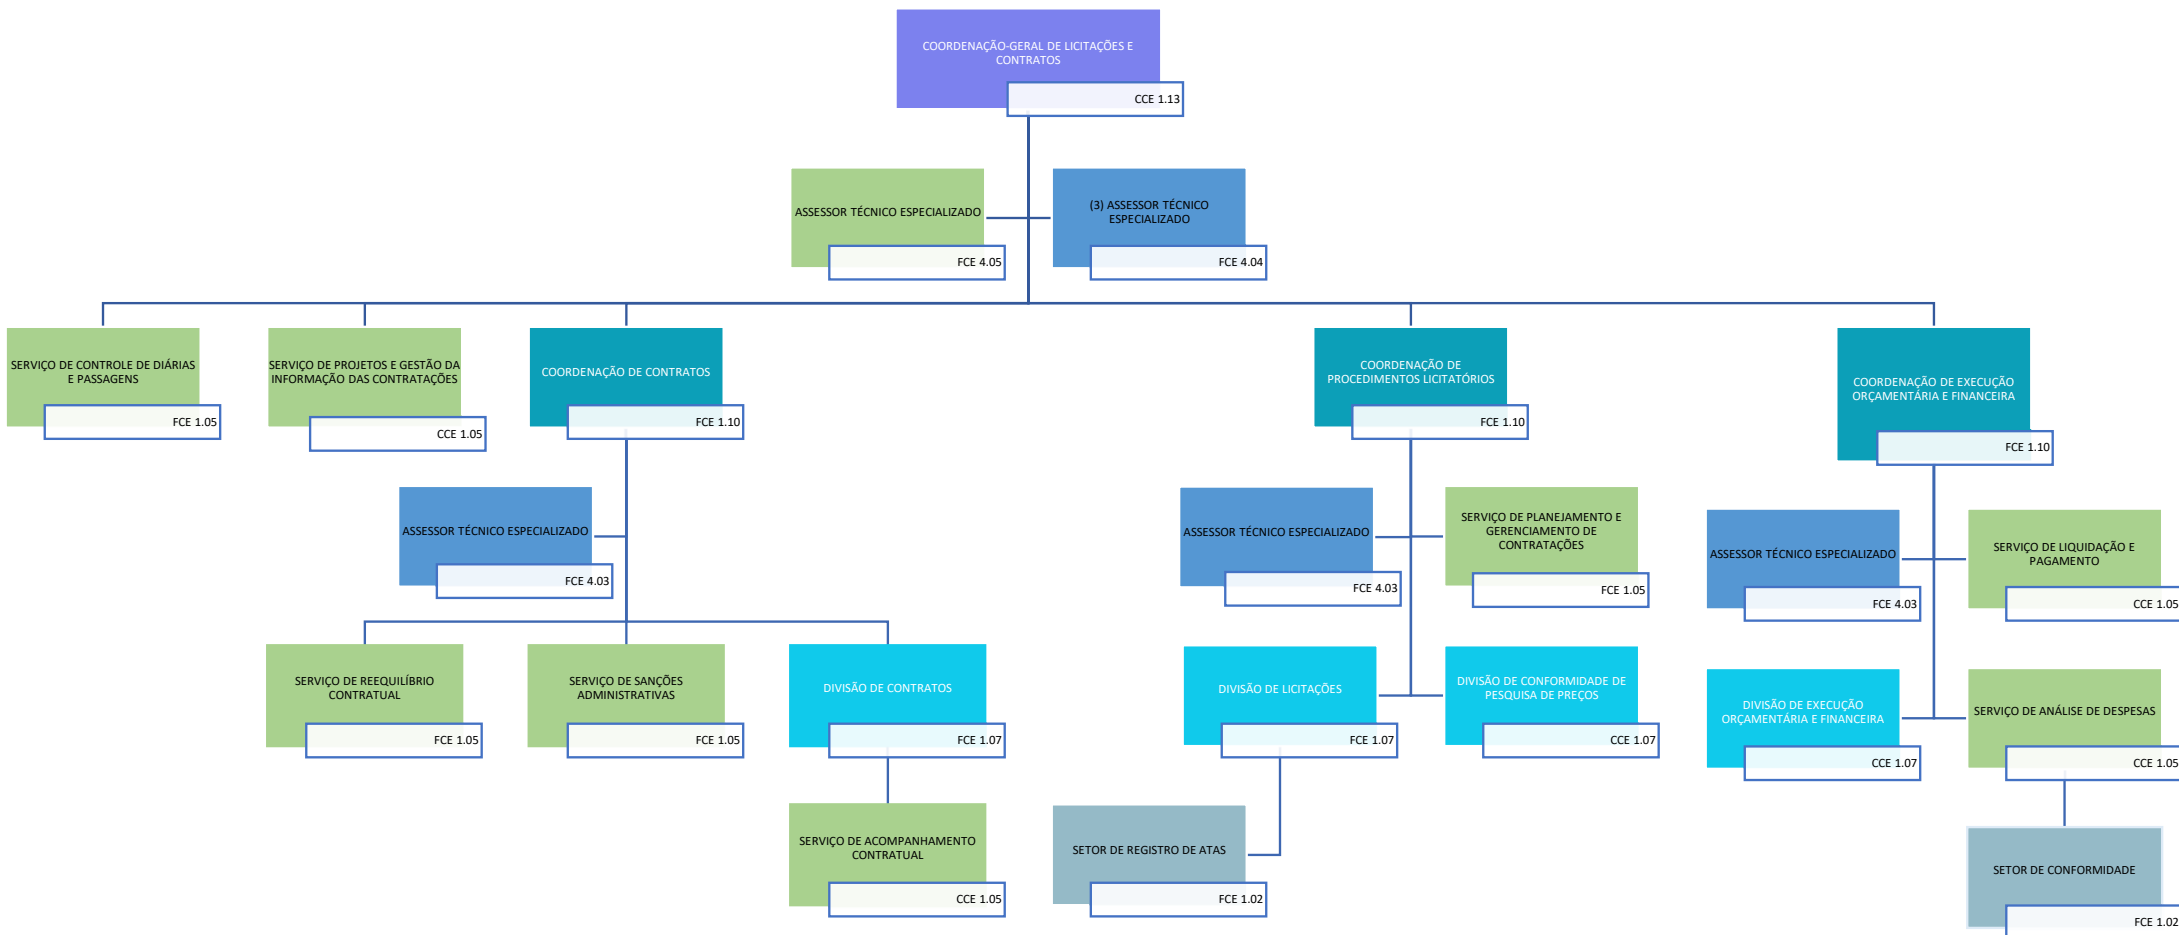 COORDENAÇÃO-GERAL DE LICITAÇÕES E
CONTRATOS
CCE 1.13
ASSESSOR TÉCNICO ESPECIALIZADO
FCE 4.05
(3) ASSESSOR TÉCNICO
ESPECIALIZADO
FCE 4.04
SERVIÇO DE CONTROLE DE DIÁRIAS
E PASSAGENS
FCE 1.05
SERVIÇO DE PROJETOS E GESTÃO DA
INFORMAÇÃO DAS CONTRATAÇÕES
CCE 1.05
COORDENAÇÃO DE CONTRATOS
FCE 1.10
COORDENAÇÃO DE
PROCEDIMENTOS LICITATÓRIOS
FCE 1.10
COORDENAÇÃO DE EXECUÇÃO
ORÇAMENTÁRIA E FINANCEIRA
FCE 1.10
ASSESSOR TÉCNICO ESPECIALIZADO
FCE 4.03
ASSESSOR TÉCNICO ESPECIALIZADO
FCE 4.03
SERVIÇO DE PLANEJAMENTO E
GERENCIAMENTO DE
CONTRATAÇÕES
FCE 1.05
ASSESSOR TÉCNICO ESPECIALIZADO
FCE 4.03
SERVIÇO DE LIQUIDAÇÃO E
PAGAMENTO
CCE 1.05
SERVIÇO DE REEQUILÍBRIO
CONTRATUAL
FCE 1.05
SERVIÇO DE SANÇÕES
ADMINISTRATIVAS
FCE 1.05
DIVISÃO DE CONTRATOS
FCE 1.07
DIVISÃO DE LICITAÇÕES
FCE 1.07
DIVISÃO DE CONFORMIDADE DE
PESQUISA DE PREÇOS
CCE 1.07
DIVISÃO DE EXECUÇÃO
ORÇAMENTÁRIA E FINANCEIRA
CCE 1.07
SERVIÇO DE ANÁLISE DE DESPESAS
CCE 1.05
SERVIÇO DE ACOMPANHAMENTO
CONTRATUAL
CCE 1.05
SETOR DE REGISTRO DE ATAS
FCE 1.02
SETOR DE CONFORMIDADE
FCE 1.02